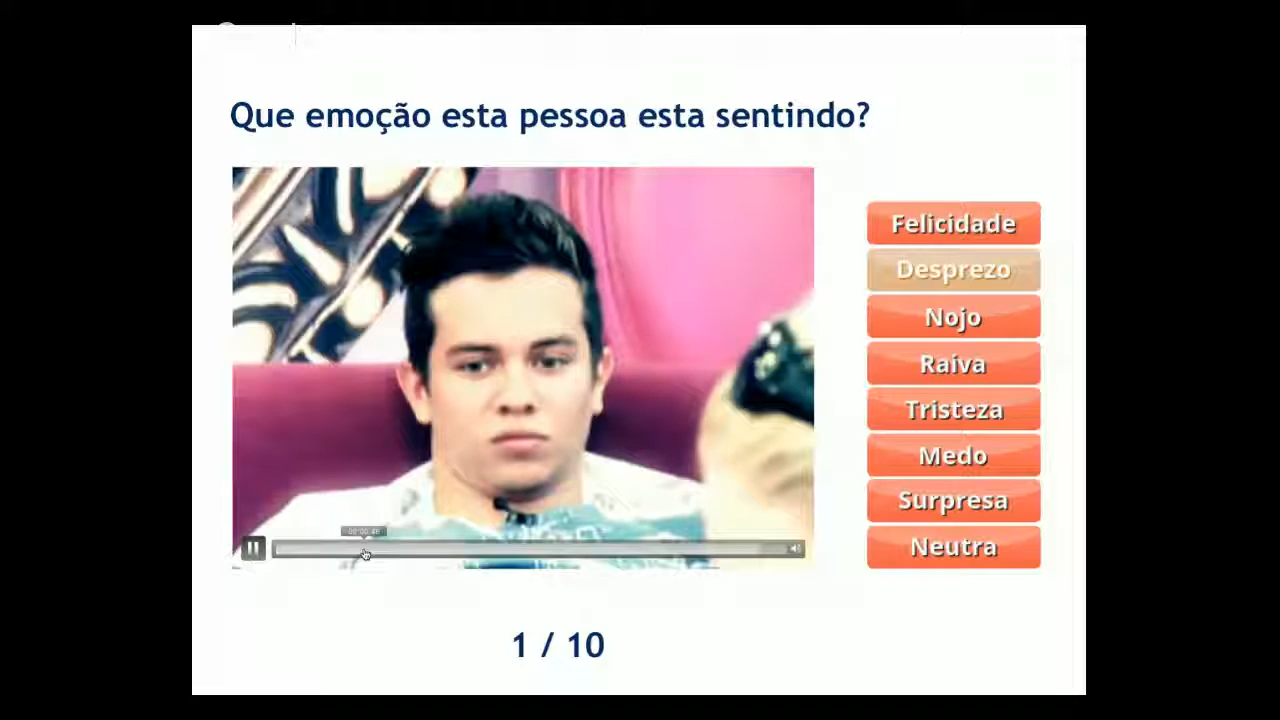 Que emoção esta pessoa esta sentindo?
Felicidade
Desprezo
Nojo
Raiva
Tristeza
Medo
Surpresa
Neutra
1 / 10